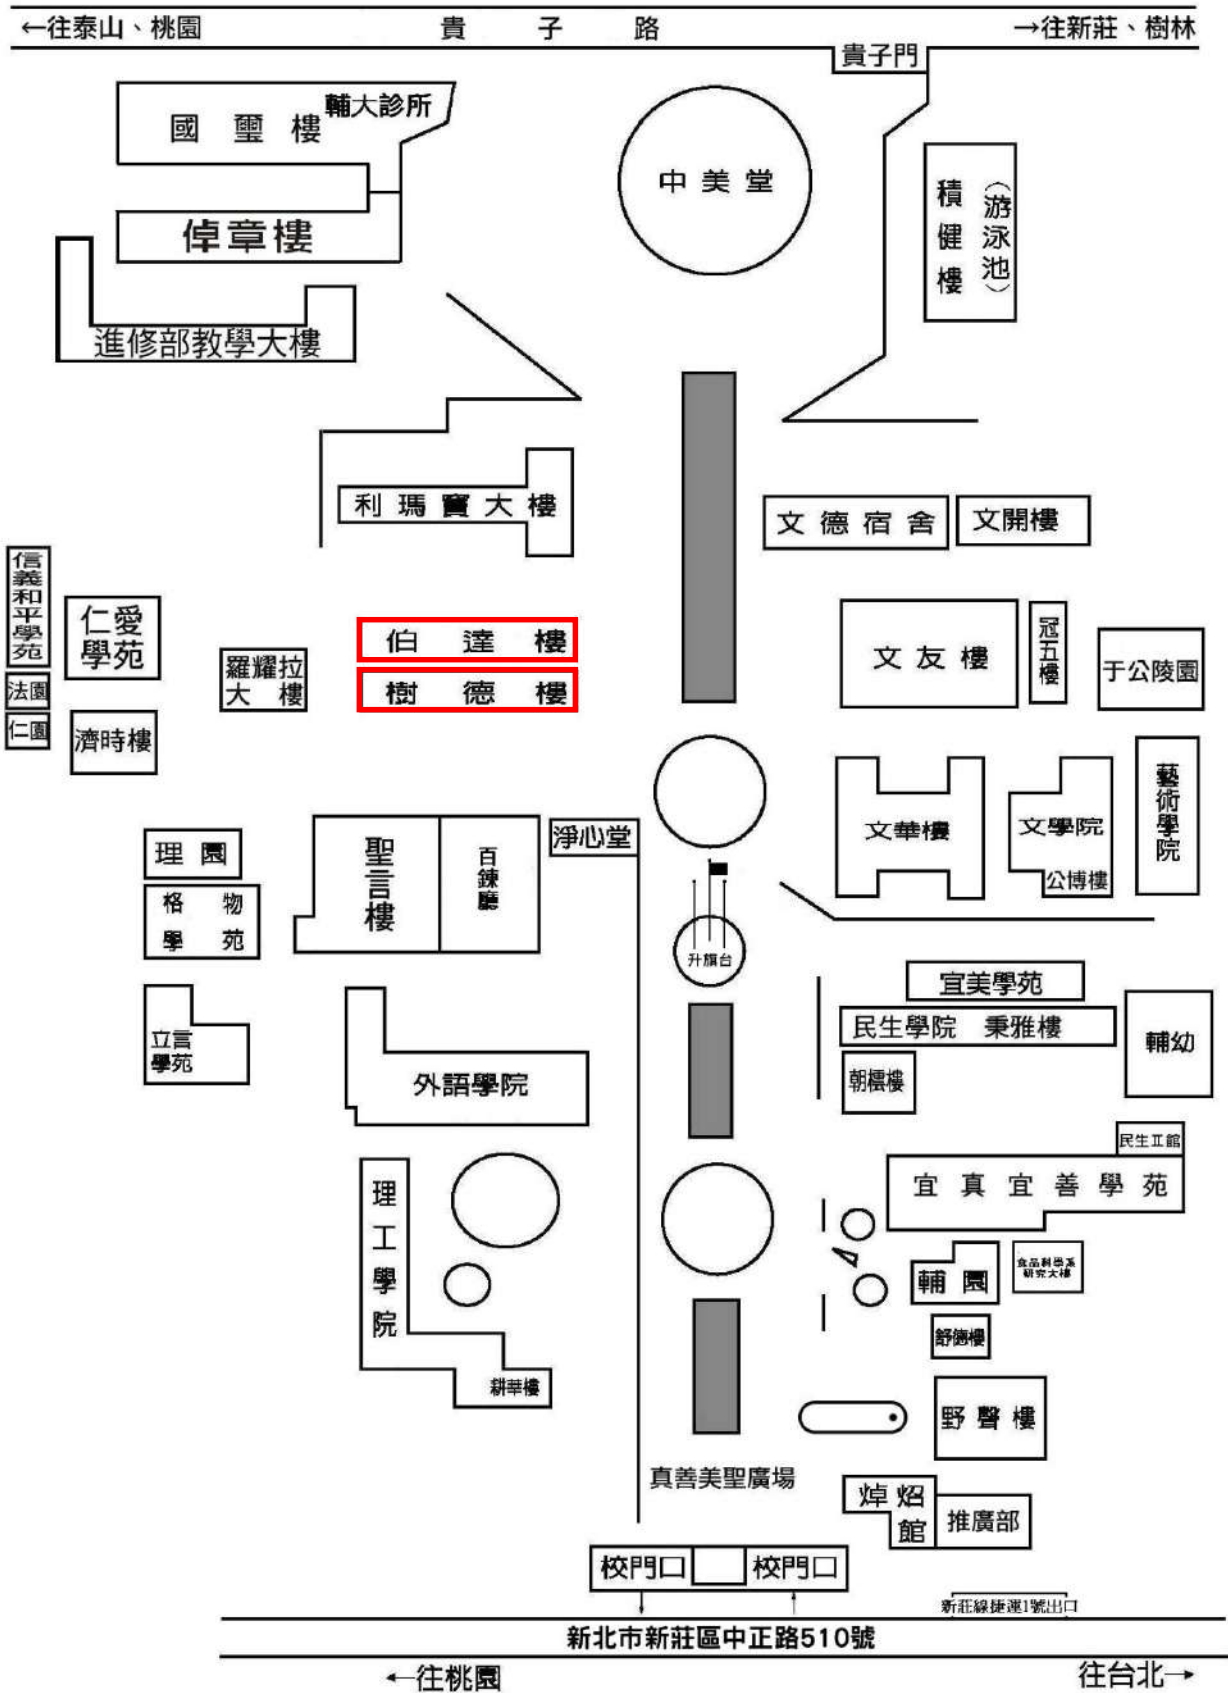 ←往泰山、桃園
貴子路
→往新莊、樹林
貴子門
國璽樓
輔大診所
中美堂
積健樓
（游泳池）
倬章樓
進修部教學大樓
利瑪竇大樓
文德宿舍
文開樓
信義和平學苑
仁愛
學苑
法園
仁園
濟時樓
羅耀拉
大樓
伯達樓
樹德樓
文友樓
冠五樓
于公陵園
藝術學院
文華樓
文學院
公博樓
理園
格物
學苑
聖言樓
百鍊廳
淨心堂
升旗台
立言
學苑
外語學院
宜美學苑
民生學院 秉雅樓
朝橒樓
輔幼
民生工館
宜真宜善學苑
理工學院
耕莘樓
輔園
食品科學系
研究大樓
舒德樓
野聲樓
真善美聖廣場
焯炤
館
推廣部
校門口
校門口
新莊線捷運1號出口
新北市新莊區中正路510號
←往桃園
往台北→